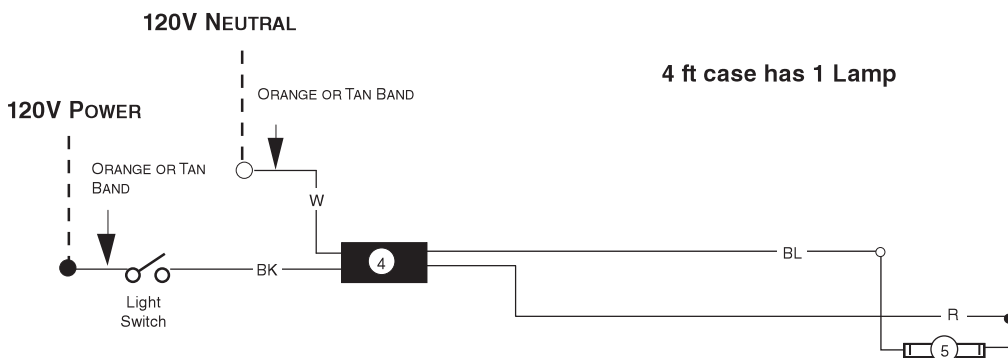 120V NEUTRAL
4 ft case has 1 Lamp
ORANGE OR TAN BAND
120V POWER
ORANGE OR TAN
BAND
W
4
BL
BK
Light
Switch
R
5